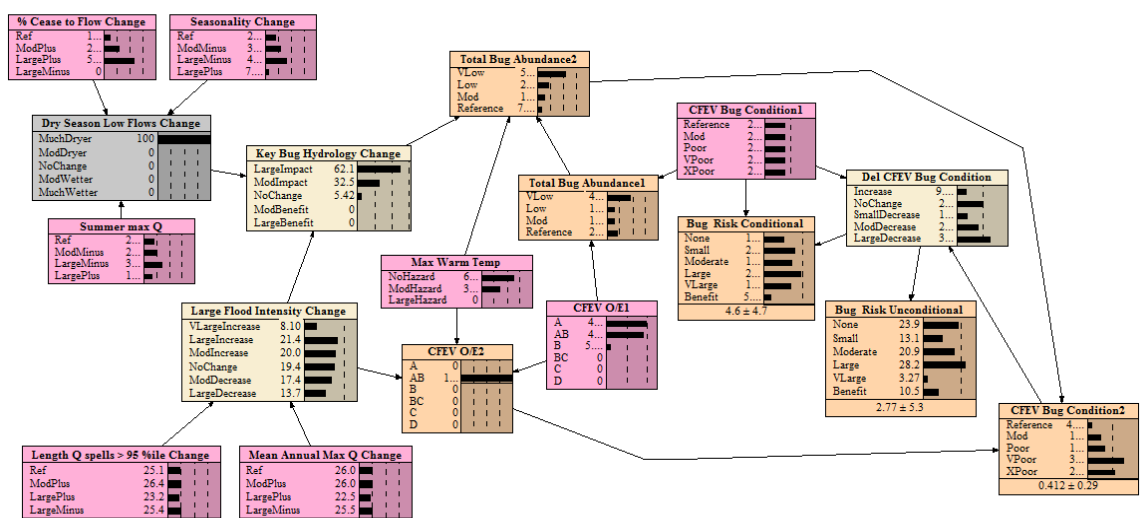 % Cease to Flow Change
Ref 1...
ModPlus 2...
LargePlus 5...
LargeMinus 0
Seasonality Change
Ref 2...
ModMinus 3...
LargeMinus 4...
LargePlus 7....
Dry Season Low Flows Change
MuchDryer 100
ModDryer 0
NoChange 0
ModWetter 0
MuchWetter 0
Summer max Q
Ref 2...
ModMinus 2...
LargeMinus 3...
LargePlus 1...
Key Bug Hydrology Change
LargeImpact 62.1
ModImpact 32.5
NoChange 5.42
ModBenefit 0
LargeBenefit 0
Total Bug Abundance2
VLow 5...
Low 2...
Mod 1...
Reference 7....
CFEV Bug Condition1
Reference 2...
Mod 2...
Poor 2...
VPoor 2...
XPoor 2...
Total Bug Abundance1
VLow 4...
Low 1...
Mod 1...
Reference 2...
Del CFEV Bug Condition
Increase 9....
NoChange 2...
SmallDecrease 1...
ModDecrease 2...
LargeDecrease 3...
Bug Risk Conditional
None 1...
Small 2...
Moderate 1...
Large 2...
VLarge 1...
Benefit 5....
4.6 ± 4.7
Max Warm Temp
NoHazard 6...
ModHazard 3...
LargeHazard 0
Large Flood Intensity Change
VLargeIncrease 8.10
LargeIncrease 21.4
ModIncrease 20.0
NoChange 19.4
ModDecrease 17.4
LargeDecrease 13.7
CFEV O/E1
A 4...
AB 4...
B 5....
BC 0
C 0
D 0
CFEV O/E2
A 0
AB 1...
B 0
BC 0
C 0
D 0
Bug Risk Unconditional
None 23.9
Small 13.1
Moderate 20.9
Large 28.2
VLarge 3.27
Benefit 10.5
2.77 ± 5.3
CFEV Bug Condition2
Reference 4....
Mod 1...
Poor 1...
VPoor 3...
XPoor 2...
0.412 ± 0.29
Length Q spells > 95 %ile Change
Ref 25.1
ModPlus 26.4
LargePlus 23.2
LargeMinus 25.4
Mean Annual Max Q Change
Ref 26.0
ModPlus 26.0
LargePlus 22.5
LargeMinus 25.5